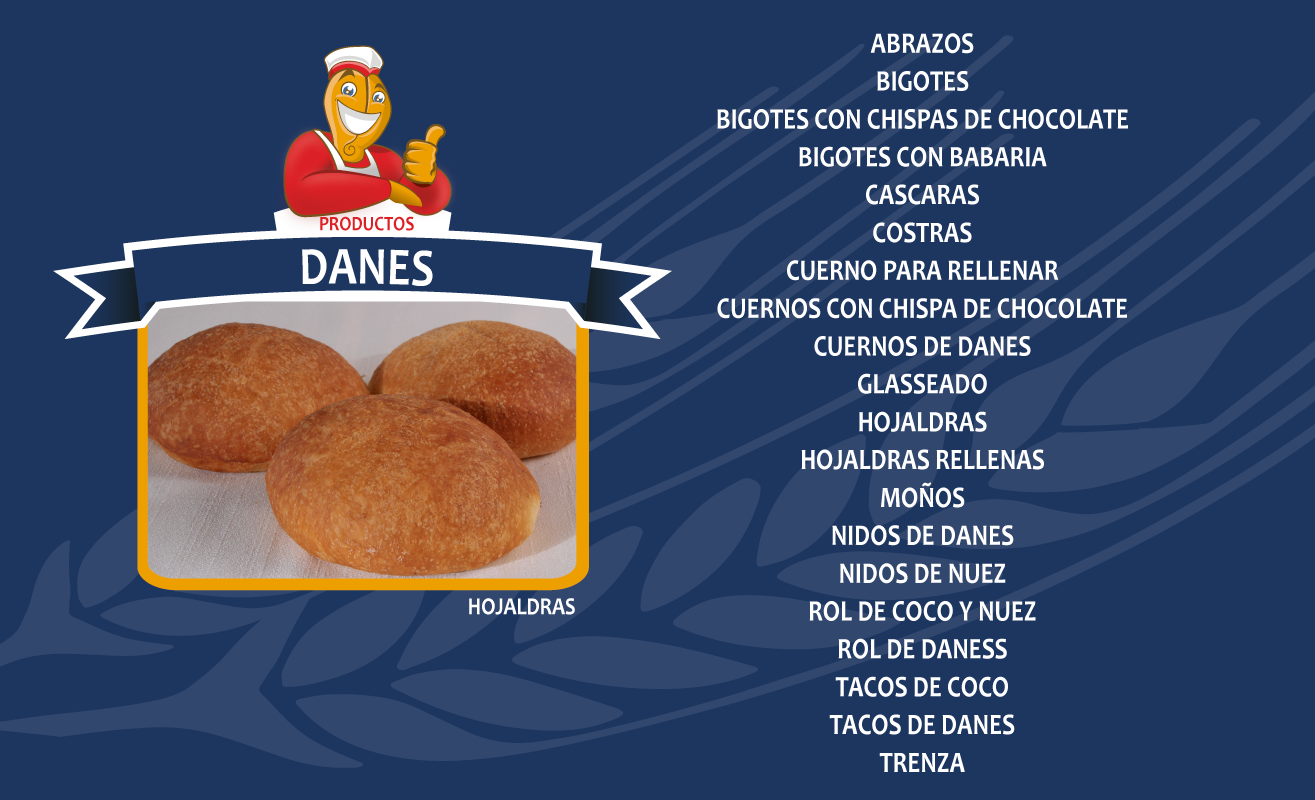 PRODUCTOS
DANES
HOJALDRAS
ABRAZOS
BIGOTES
BIGOTES CON CHISPAS DE CHOCOLATE
BIGOTES CON BABARIA
CASCARAS
COSTRAS
CUERNO PARA RELLENAR
CUERNOS CON CHISPA DE CHOCOLATE
CUERNOS DE DANES
GLASSEADO
HOJALDRAS
HOJALDRAS RELLENAS
MOÑOS
NIDOS DE DANES
NIDOS DE NUEZ
ROL DE COCO Y NUEZ
ROL DE DANESS
TACOS DE COCO
TACOS DE DANES
TRENZA